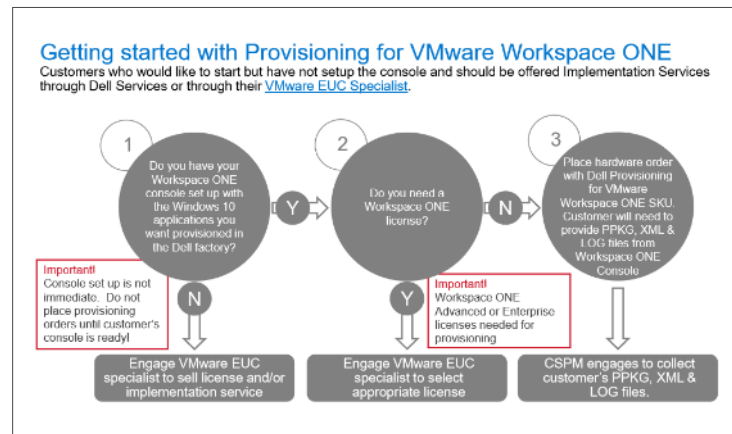 Getting started with Provisioning for VMware Workspace ONE
Customers who would like to start but have not setup the console and should be offered Implementation Services
through Dell Services or through their VMware EUC Specialist.
1
Do you have your
Workspace ONE
console set up with
the Windows 10
applications you
want provisioned in
the Dell factory?
Y
2
Do you need a
Workspace ONE
license?
N
3
Place hardware order
with Dell Provisioning
for VMware
Workspace ONE SKU.
Customer will need to
provide PPKG, XML &
LOG files from
Workspace ONE
Console
Important!
Console set up is not
immediate. Do not
place provisioning
orders until customer's
console is ready!
N
Y
Important!
Workspace ONE
Advanced or Enterprise
licenses needed for
provisioning
Engage VMware EUC
specialist to sell license and/or
implementation service
Engage VMware EUC
specialist to select
appropriate license
CSPM engages to collect
customer's PPKG, XML &
LOG files.